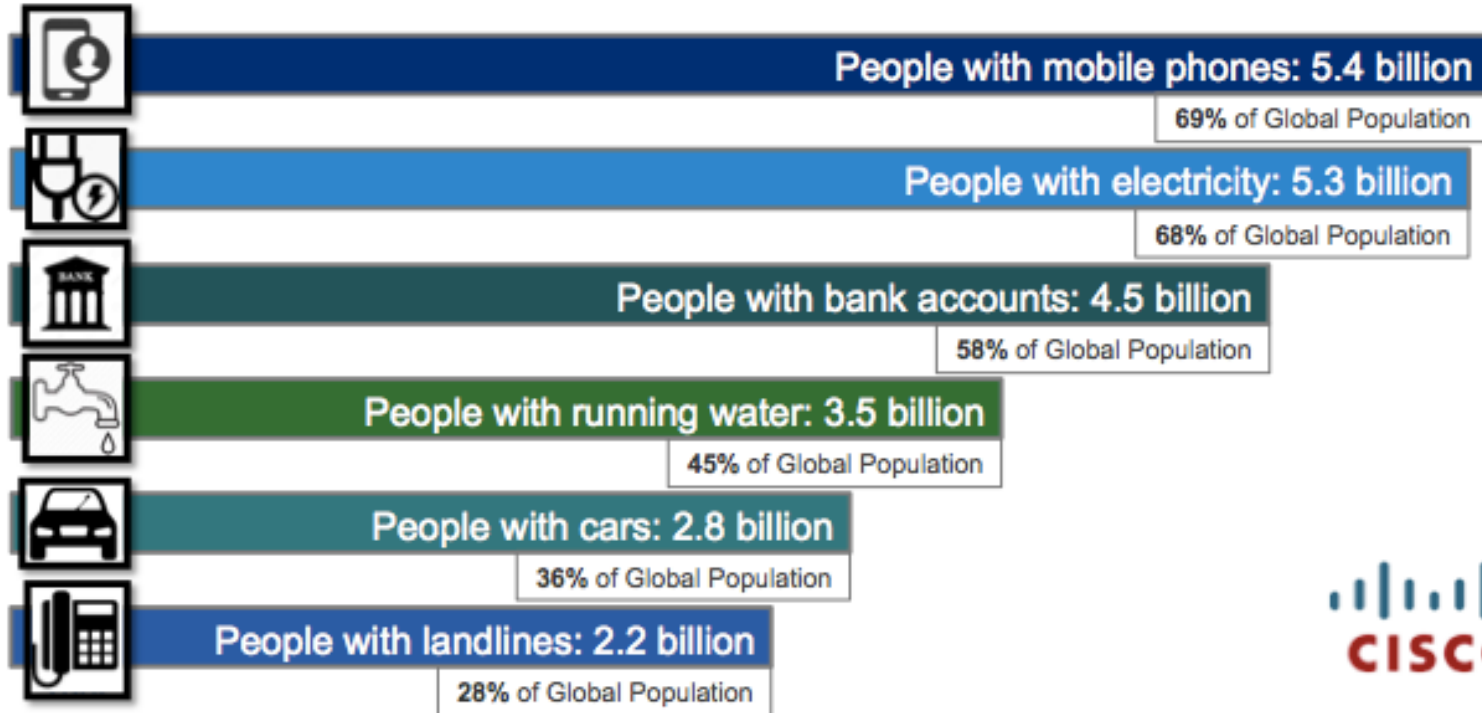 People with mobile phones: 5.4 billion
69% of Global Population
People with electricity: 5.3 billion
68% of Global Population
BANK
People with bank accounts: 4.5 billion
58% of Global Population
People with running water: 3.5 billion
45% of Global Population
People with cars: 2.8 billion
36% of Global Population
People with landlines: 2.2 billion
28% of Global Population
CISC